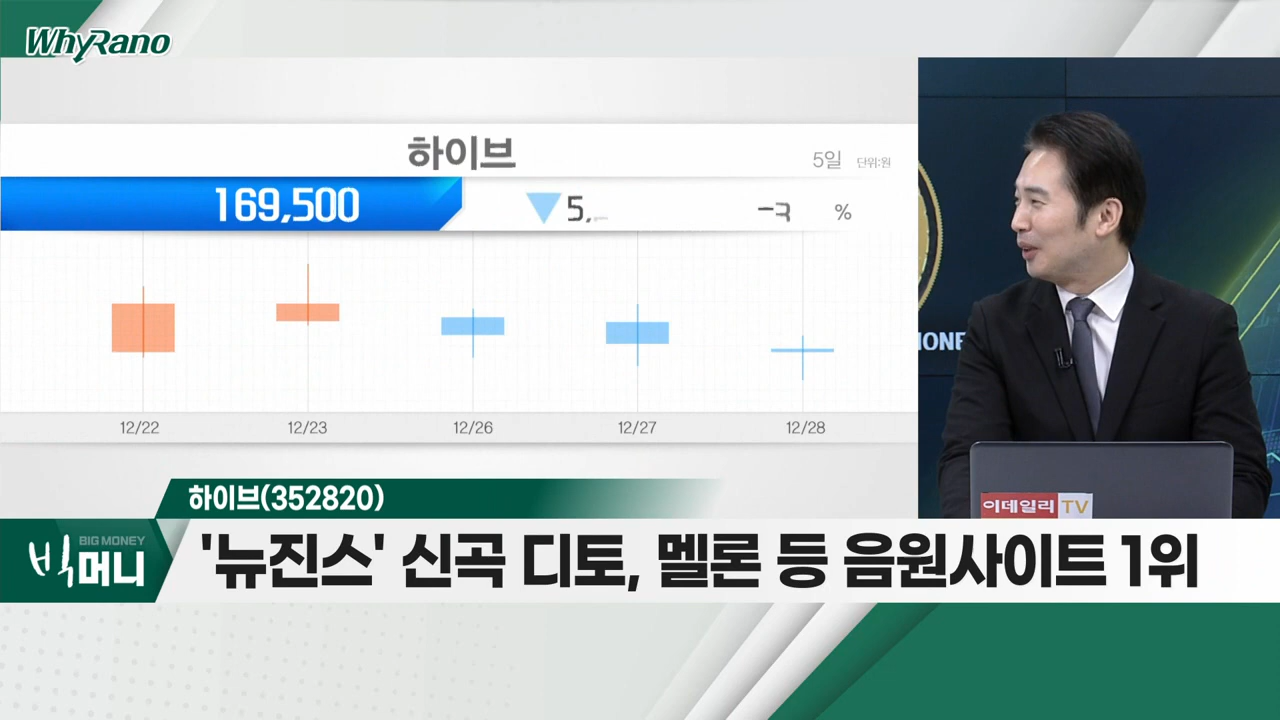 WhyRano
하이브
5일 단위:원
169,500 ▼5, -3 %
12/22 12/23 12/26 12/27 12/28
이데일리TV
하이브(352820)
BIG MONEY
빅머니
'뉴진스' 신곡 디토, 멜론 등 음원사이트 1위